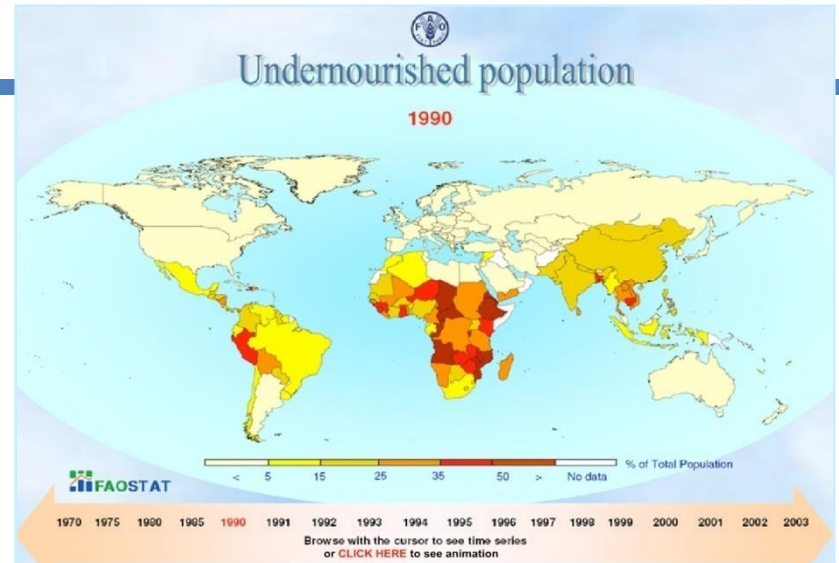 FAO
Undernourished population
1990
< 5 15 25 35 50 > No data % of Total Population
FAOSTAT
1970 1975 1980 1985 1990 1991 1992 1993 1994 1995 1996 1997 1998 1999 2000 2001 2002 2003
Browse with the cursor to see time series
or CLICK HERE to see animation